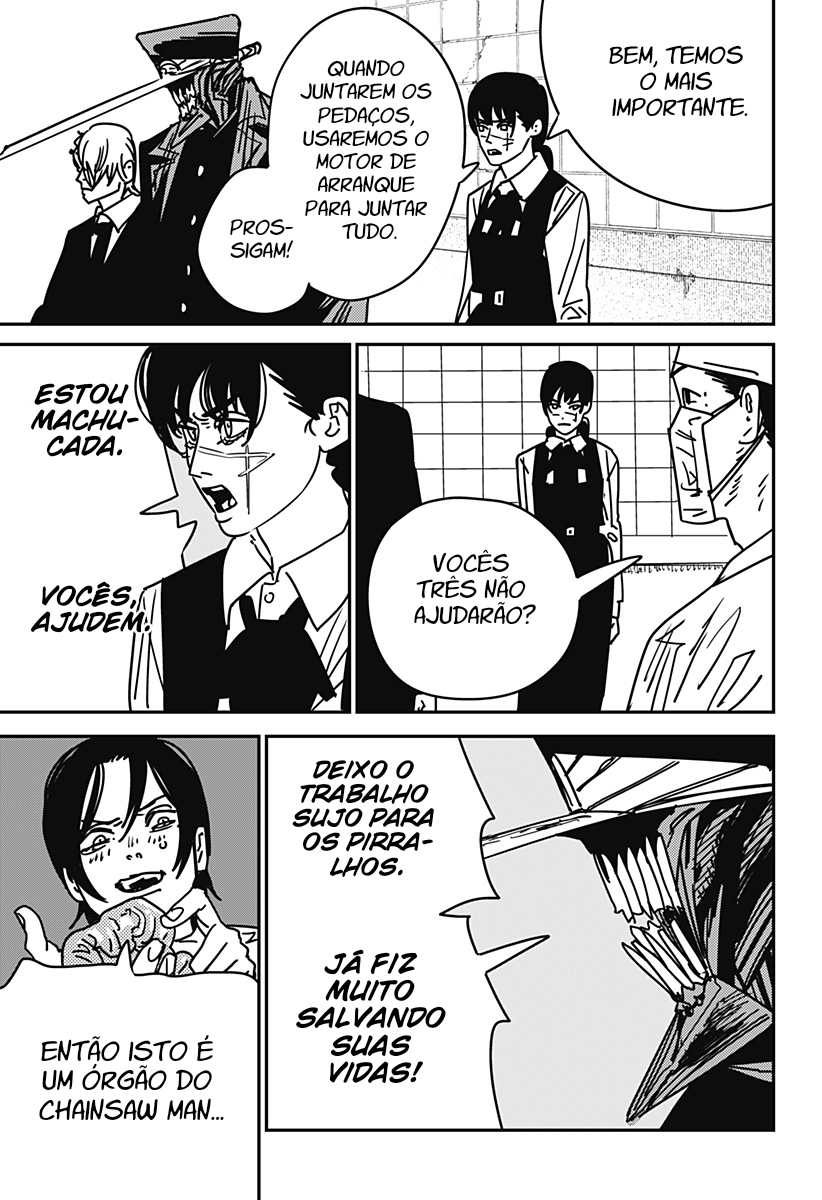 BEM, TEMOS
O MAIS
IMPORTANTE.
QUANDO
JUNTAREM OS
PEDAÇOS,
USAREMOS O
MOTOR DE
ARRANQUE
PARA JUNTAR
TUDO.
PROS-
SIGAM!
VOCÊS
TRÊS NÃO
AJUDARÃO?
ESTOU
MACHU-
CADA.
VOCÊS,
AJUDEM.
DEIXO O
TRABALHO
SUJO PARA
OS PIRRA-
LHOS.
JÁ FIZ
MUITO
SALVANDO
SUAS
VIDAS!
ENTÃO ISTO É
UM ÓRGÃO DO
CHAINSAW MAN...